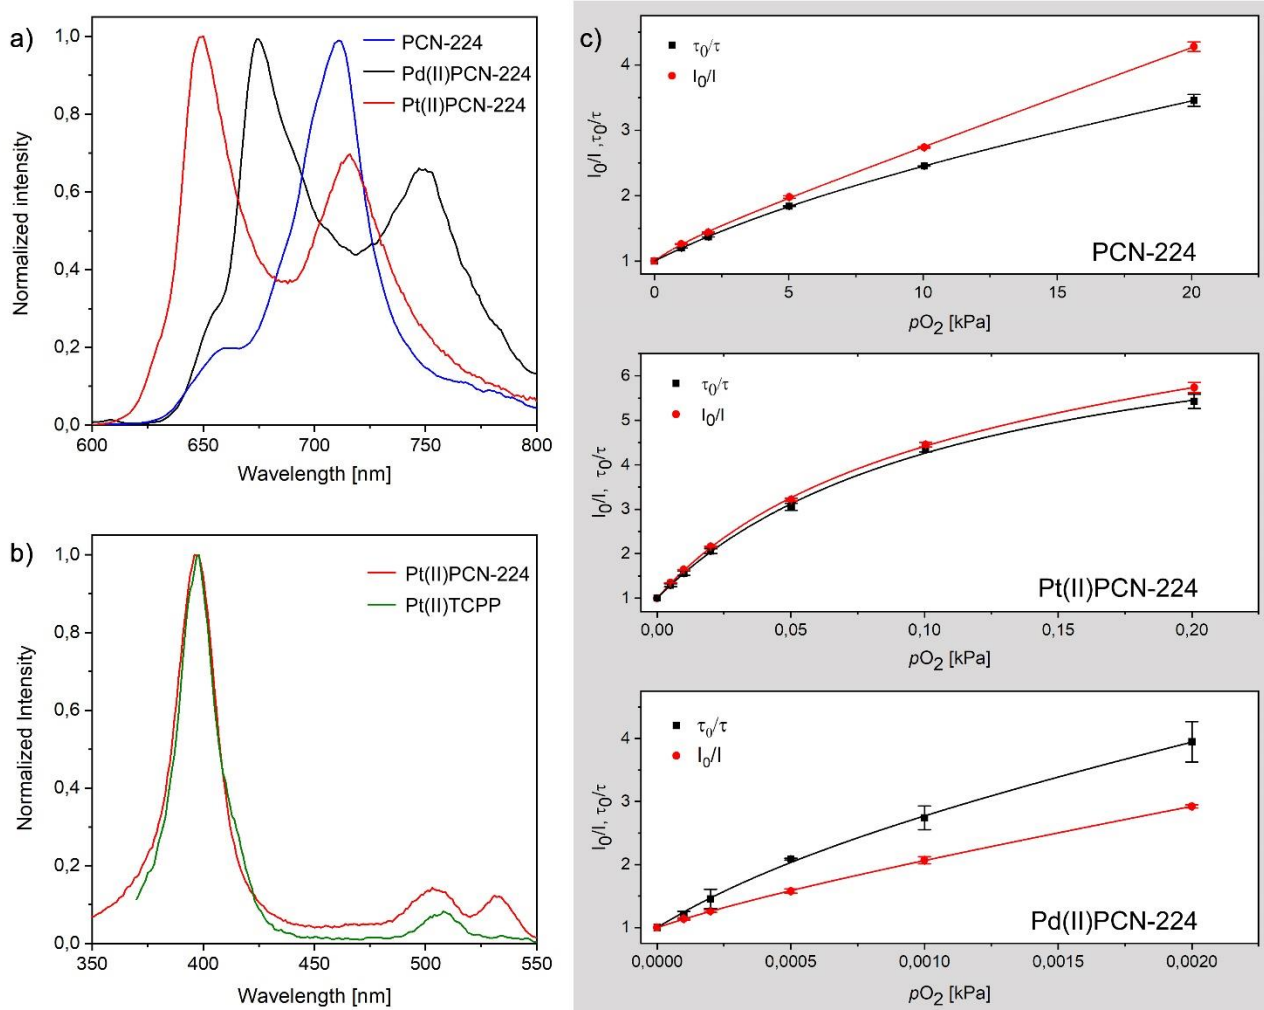 a)
1,0
0,8
0,6
0,4
0,2
0,0
Normalized intensity
PCN-224
Pd(II)PCN-224
Pt(II)PCN-224
600 650 700 750 800
Wavelength [nm]
b)
1,0
0,8
0,6
0,4
0,2
0,0
Normalized Intensity
Pt(II)PCN-224
Pt(II)TCPP
350 400 450 500 550
Wavelength [nm]
c)
τ₀/τ
I₀/I
4
3
2
1
I₀/I ,τ₀/τ
PCN-224
0 5 10 15 20
pO₂ [kPa]
τ₀/τ
I₀/I
6
5
4
3
2
1
I₀/I, τ₀/τ
Pt(II)PCN-224
0,00 0,05 0,10 0,15 0,20
pO₂ [kPa]
τ₀/τ
I₀/I
4
3
2
1
I₀/I, τ₀/τ
Pd(II)PCN-224
0,0000 0,0005 0,0010 0,0015 0,0020
pO₂ [kPa]